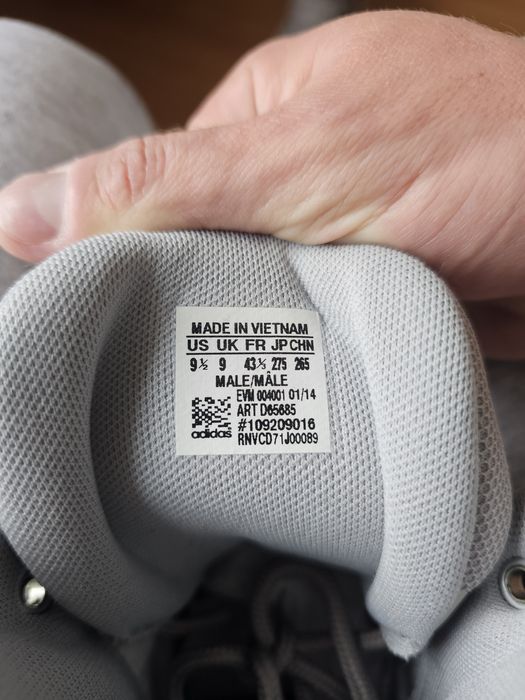 MADE IN VIETNAM
US UK FR JP CHN
9½ 9 43⅓ 275 265
MALE/MÂLE
EVM 004001 01/14
ART D65685
#109209016
adidas RNVCD71J00089